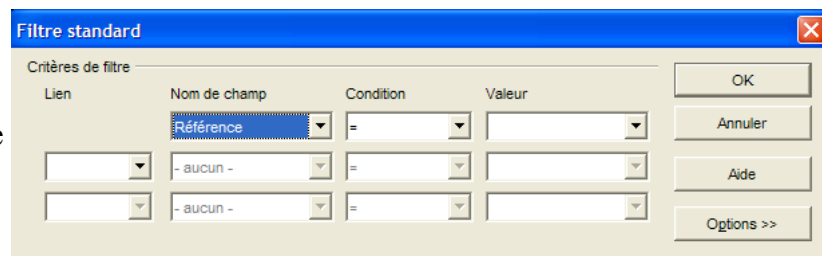 Filtre standard
Critères de filtre
Lien Nom de champ Condition Valeur OK
Référence = Annuler
e
- aucun - = Aide
- aucun - =
Options >>